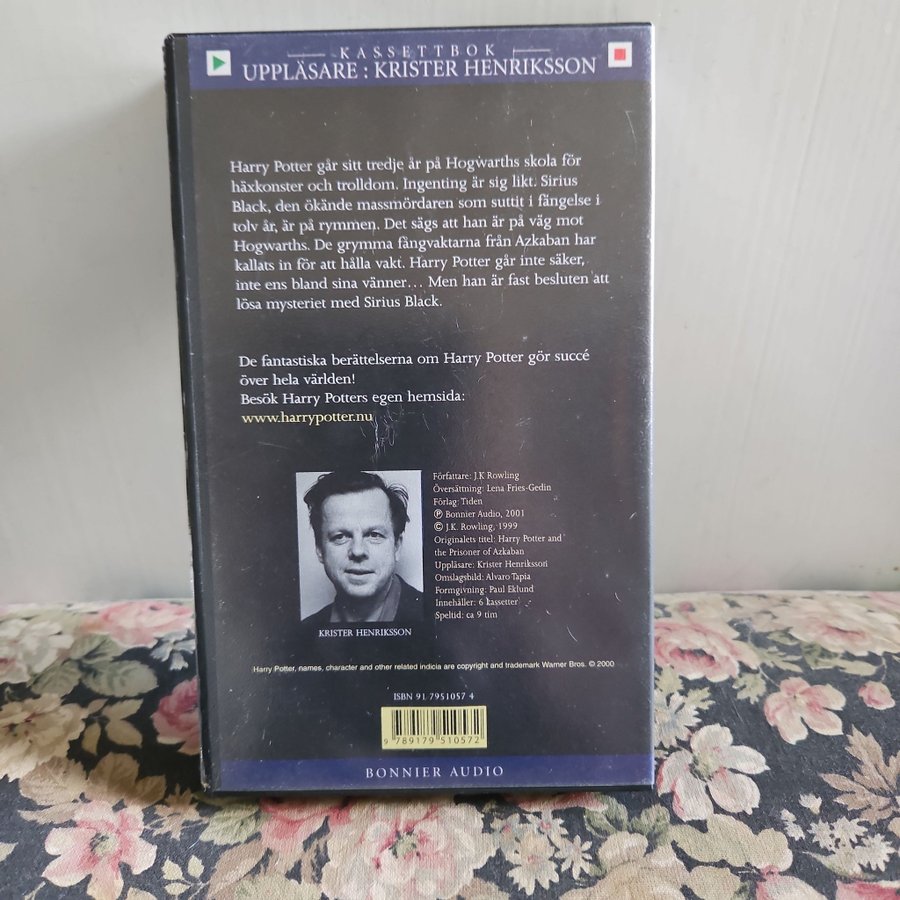 KASSETTBOK
UPPLÄSARE : KRISTER HENRIKSSON
Harry Potter går sitt tredje år på Hogwarths skola för
häxkonster och trolldom. Ingenting är sig likt. Sirius
Black, den ökände massmördaren som suttit i fängelse i
tolv år, är på rymmen. Det sägs att han är på väg mot
Hogwarths. De grymma fångvaktarna från Azkaban har
kallats in för att hålla vakt. Harry Potter går inte säker,
inte ens bland sina vänner… Men han är fast besluten att
lösa mysteriet med Sirius Black.
De fantastiska berättelserna om Harry Potter gör succé
över hela världen!
Besök Harry Potters egen hemsida:
www.harrypotter.nu
Författare: J.K Rowling
Översättning: Lena Fries-Gedin
Förlag: Tiden
℗ Bonnier Audio, 2001
© J.K. Rowling, 1999
Originalets titel: Harry Potter and
the Prisoner of Azkaban
Uppläsare: Krister Henriksson
Omslagsbild: Alvaro Tapia
Formgivning: Paul Eklund
Innehåller: 6 kassetter
Speltid: ca 9 tim
KRISTER HENRIKSSON
Harry Potter, names, character and other related indicia are copyright and trademark Warner Bros. © 2000
ISBN 91 7951057 4
9 789179 510572
BONNIER AUDIO